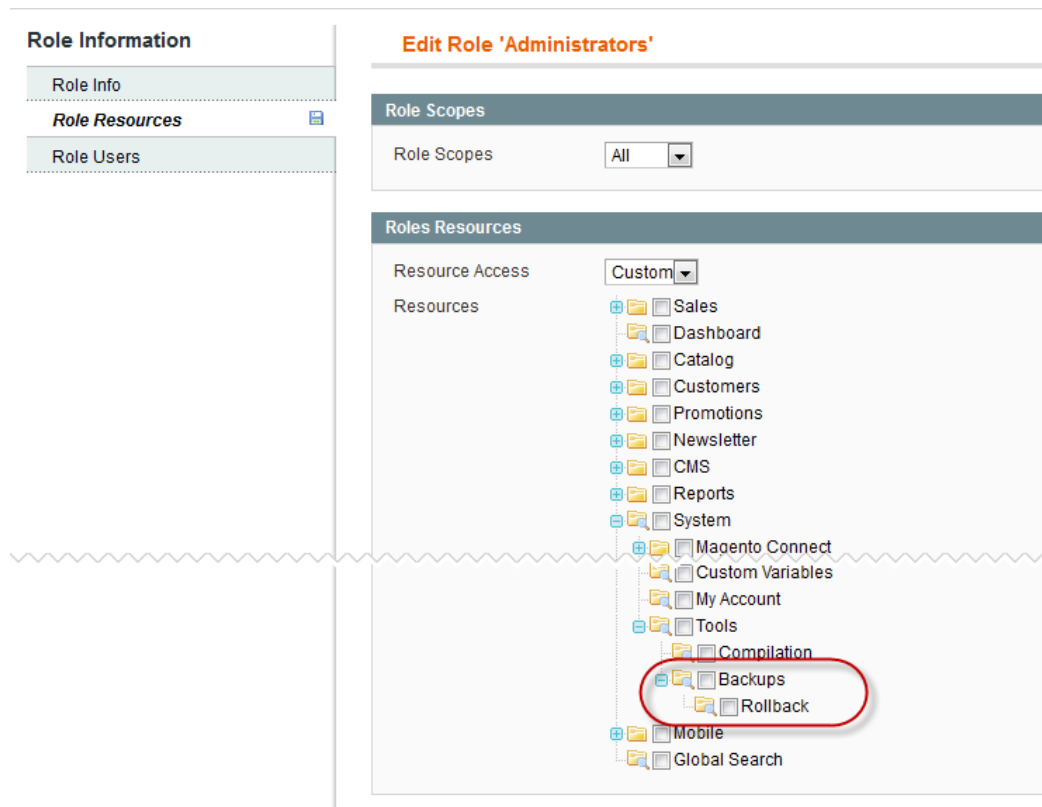 Role Information
Role Info
Role Resources
Role Users
Edit Role 'Administrators'
Role Scopes
Role Scopes All
Roles Resources
Resource Access Custom
Resources
Sales
Dashboard
Catalog
Customers
Promotions
Newsletter
CMS
Reports
System
Magento Connect
Custom Variables
My Account
Tools
Compilation
Backups
Rollback
Mobile
Global Search